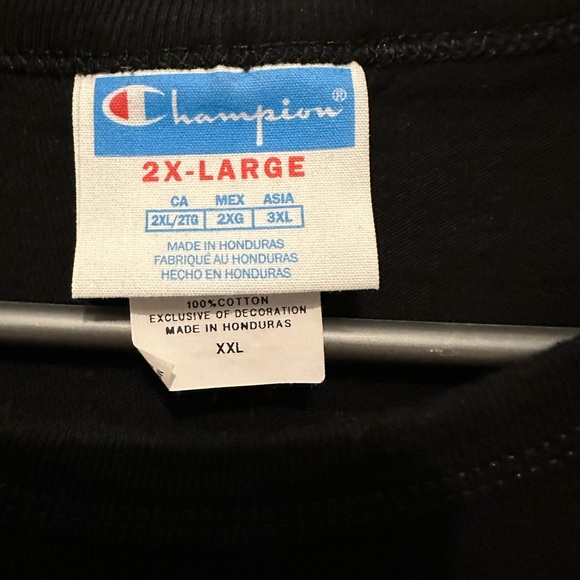 Champion®
2X-LARGE
CA MEX ASIA
2XL/2TG 2XG 3XL
MADE IN HONDURAS
FABRIQUÉ AU HONDURAS
HECHO EN HONDURAS
100%COTTON
EXCLUSIVE OF DECORATION
MADE IN HONDURAS
XXL